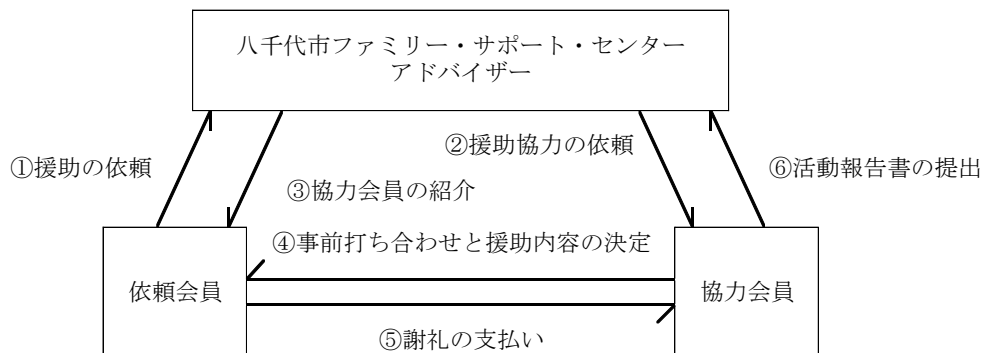 八千代市ファミリー・サポート・センター
アドバイザー
①援助の依頼
②援助協力の依頼
⑥活動報告書の提出
③協力会員の紹介
④事前打ち合わせと援助内容の決定
依頼会員
協力会員
⑤謝礼の支払い